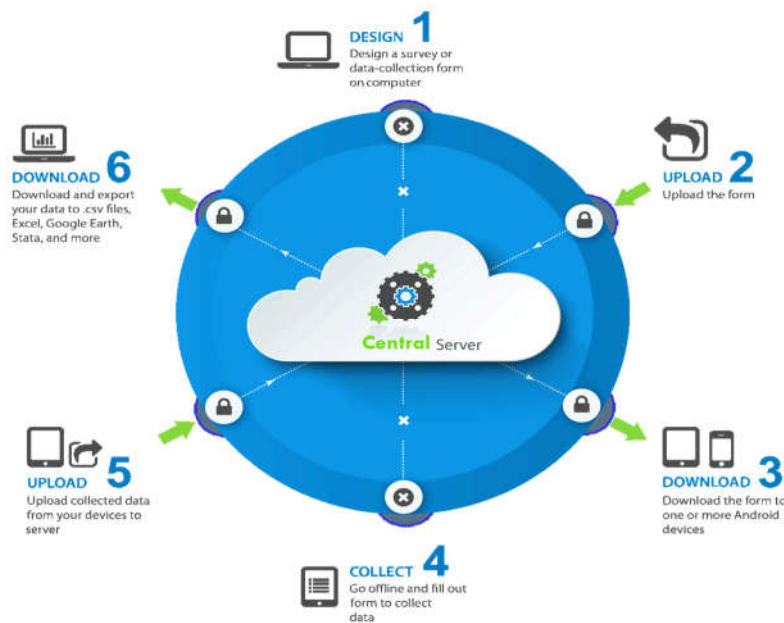 DESIGN 1
Design a survey or
data-collection form
on computer
UPLOAD 2
Upload the form
DOWNLOAD 3
Download the form to
one or more Android
devices
COLLECT 4
Go offline and fill out
form to collect
data
UPLOAD 5
Upload collected data
from your devices to
server
DOWNLOAD 6
Download and export
your data to .csv files,
Excel, Google Earth,
Stata, and more
Central Server